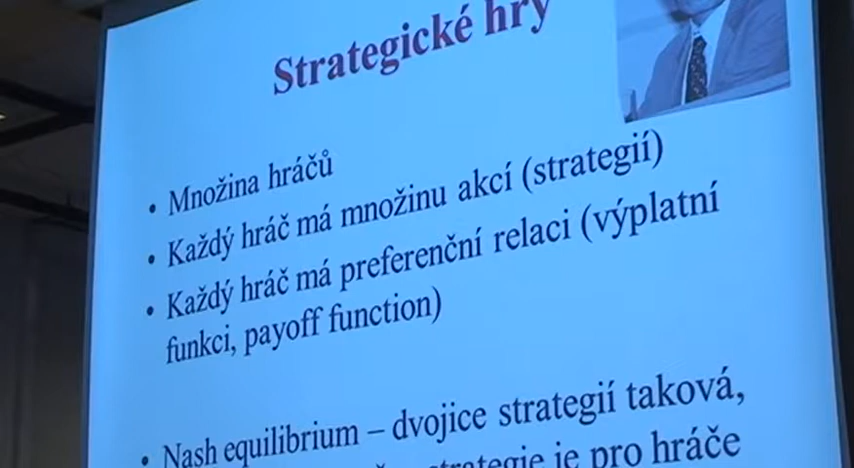 Strategické hry
• Množina hráčů
• Každý hráč má množinu akcí (strategií)
• Každý hráč má preferenční relaci (výplatní
funkci, payoff function)
• Nash equilibrium – dvojice strategií taková,
strategie je pro hráče